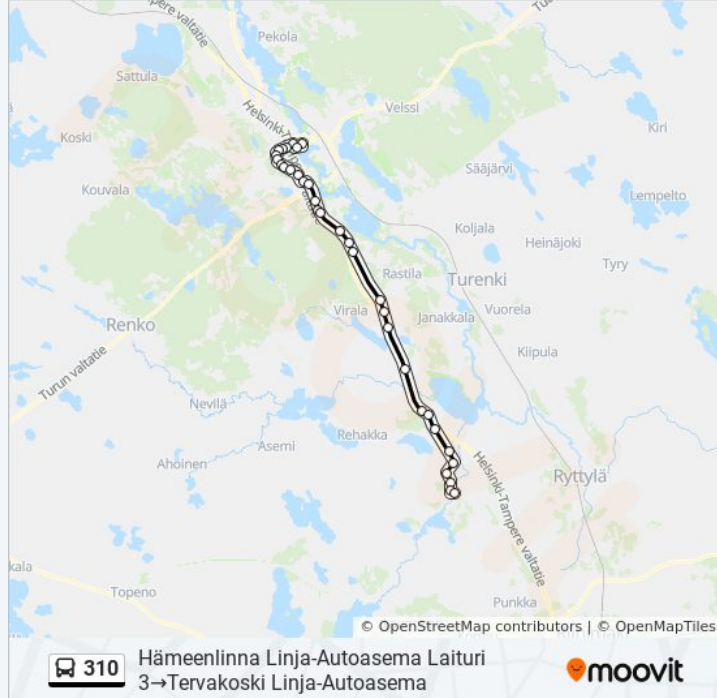 Tampere valtatie
Pekola
Sattula
Helsinki-
Velssi
Koski
Kiri
Sääjärvi
Kouvala
Lempelto
Koljala
Heinäjoki
Tyry
Rastila
Turenki
Virala
Janakkala
Vuorela
Renko
Kiipula
Turun valtatie
Nevilä
Rehakka
Asemi
Ahoinen
Helsinki-Tampere valtatie
Ryttylä
Topeno
Punkka
© OpenStreetMap contributors | © OpenMapTiles
310
Hämeenlinna Linja-Autoasema Laituri
3→Tervakoski Linja-Autoasema
moovit